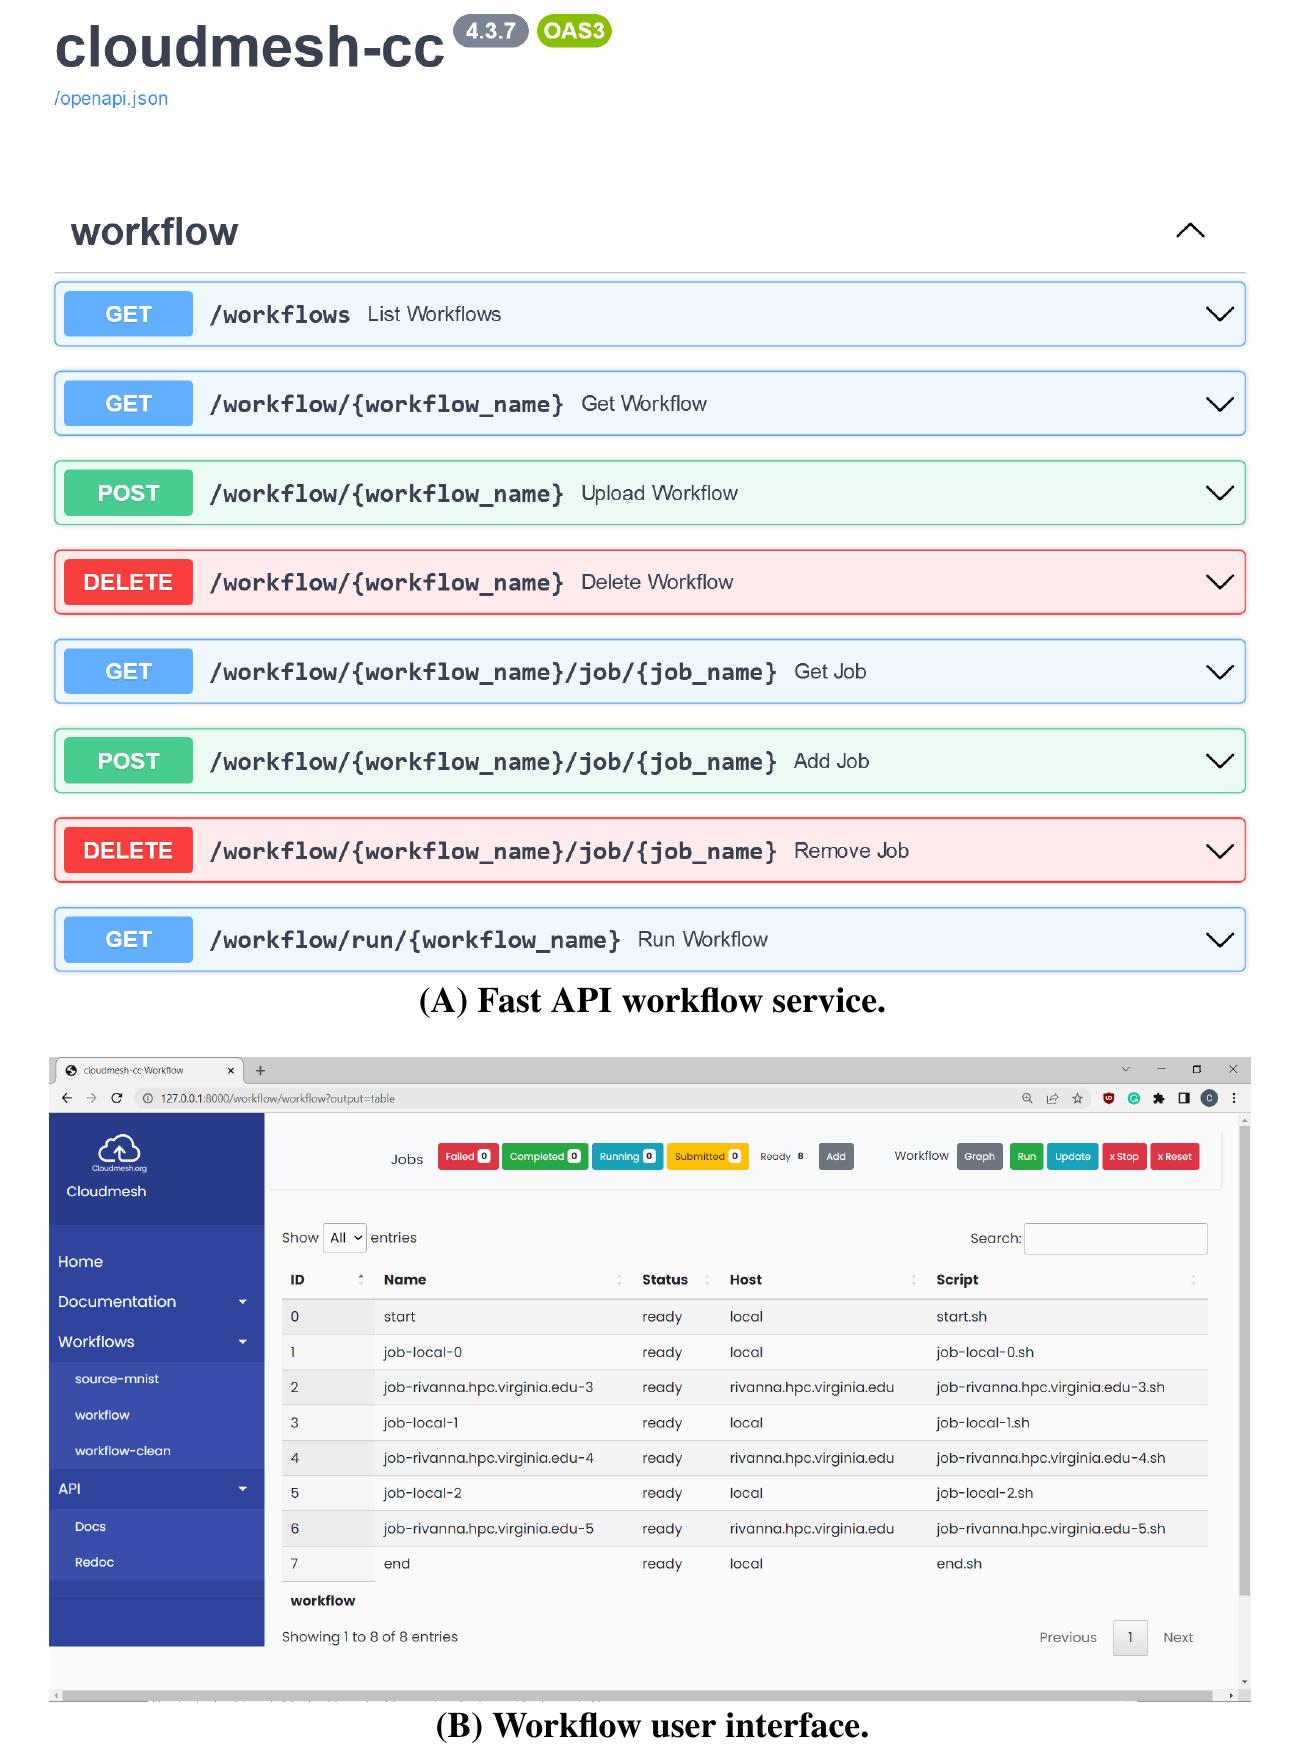 cloudmesh-cc 4.3.7 OAS3
/openapi.json
workflow
GET /workflows List Workflows
GET /workflow/{workflow_name} Get Workflow
POST /workflow/{workflow_name} Upload Workflow
DELETE /workflow/{workflow_name} Delete Workflow
GET /workflow/{workflow_name}/job/{job_name} Get Job
POST /workflow/{workflow_name}/job/{job_name} Add Job
DELETE /workflow/{workflow_name}/job/{job_name} Remove Job
GET /workflow/run/{workflow_name} Run Workflow
(A) Fast API workflow service.
cloudmesh-cc Workflow
127.0.0.1:8000/workflow/workflow?output=table
Cloudmesh.org
Cloudmesh
Home
Documentation
Workflows
source-mnist
workflow
workflow-clean
API
Docs
Redoc
Jobs Failed 0 Completed 0 Running 0 Submitted 0 Ready 8 Add Workflow Graph Run Update x Stop x Reset
Show All entries Search:
ID Name Status Host Script
0 start ready local start.sh
1 job-local-0 ready local job-local-0.sh
2 job-rivanna.hpc.virginia.edu-3 ready rivanna.hpc.virginia.edu job-rivanna.hpc.virginia.edu-3.sh
3 job-local-1 ready local job-local-1.sh
4 job-rivanna.hpc.virginia.edu-4 ready rivanna.hpc.virginia.edu job-rivanna.hpc.virginia.edu-4.sh
5 job-local-2 ready local job-local-2.sh
6 job-rivanna.hpc.virginia.edu-5 ready rivanna.hpc.virginia.edu job-rivanna.hpc.virginia.edu-5.sh
7 end ready local end.sh
workflow
Showing 1 to 8 of 8 entries Previous 1 Next
(B) Workflow user interface.